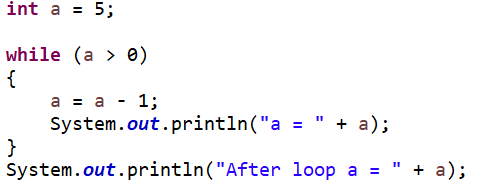 int a = 5;
while (a > 0)
{
    a = a - 1;
    System.out.println("a = " + a);
}
System.out.println("After loop a = " + a);